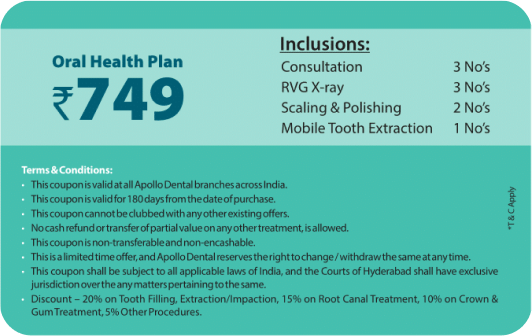 Oral Health Plan
₹749
Inclusions:
Consultation 3 No's
RVG X-ray 3 No's
Scaling & Polishing 2 No's
Mobile Tooth Extraction 1 No's
Terms & Conditions:
• This coupon is valid at all Apollo Dental branches across India.
• This coupon is valid for 180 days from the date of purchase.
• This coupon cannot be clubbed with any other existing offers.
• No cash refund or transfer of partial value on any other treatment, is allowed.
• This coupon is non-transferable and non-encashable.
• This is a limited time offer, and Apollo Dental reserves the right to change / withdraw the same at any time.
• This coupon shall be subject to all applicable laws of India, and the Courts of Hyderabad shall have exclusive
jurisdiction over the any matters pertaining to the same.
• Discount – 20% on Tooth Filling, Extraction/Impaction, 15% on Root Canal Treatment, 10% on Crown &
Gum Treatment, 5% Other Procedures.
*T & C Apply